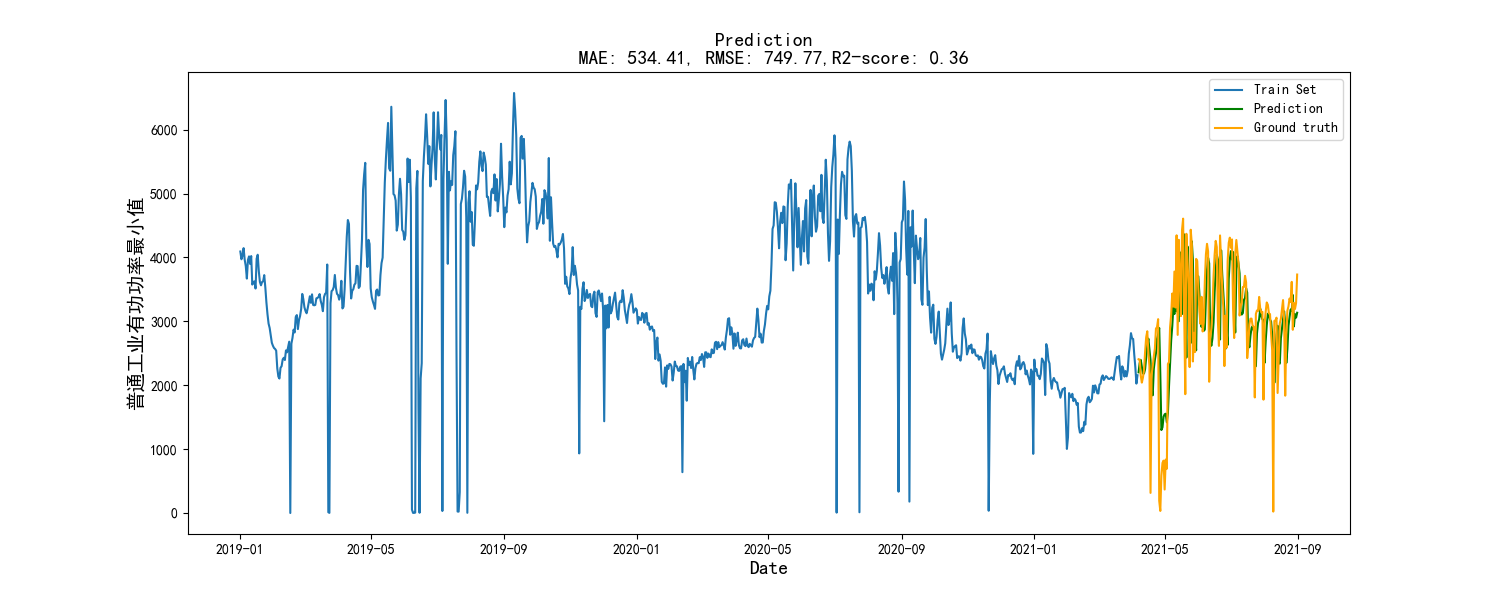 Prediction
MAE: 534.41, RMSE: 749.77,R2-score: 0.36
Train Set
Prediction
Ground truth
普通工业有功功率最小值
6000
5000
4000
3000
2000
1000
0
2019-01
2019-05
2019-09
2020-01
2020-05
2020-09
2021-01
2021-05
2021-09
Date